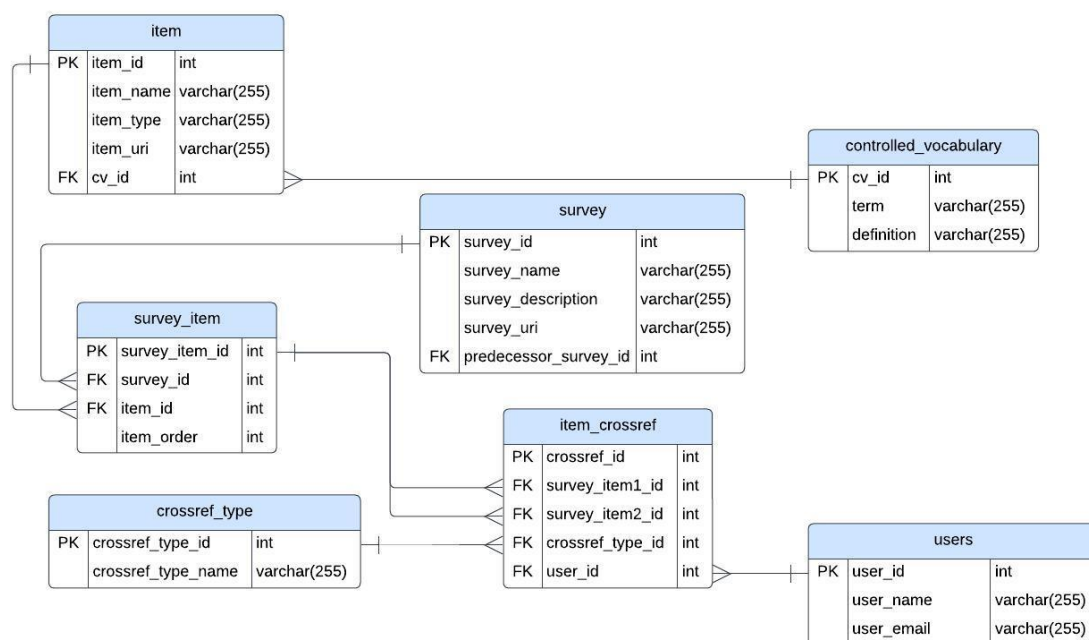 item
PK item_id int
item_name varchar(255)
item_type varchar(255)
item_uri varchar(255)
FK cv_id int
controlled_vocabulary
PK cv_id int
term varchar(255)
definition varchar(255)
survey
PK survey_id int
survey_name varchar(255)
survey_description varchar(255)
survey_uri varchar(255)
FK predecessor_survey_id int
survey_item
PK survey_item_id int
FK survey_id int
FK item_id int
item_order int
item_crossref
PK crossref_id int
FK survey_item1_id int
FK survey_item2_id int
FK crossref_type_id int
FK user_id int
crossref_type
PK crossref_type_id int
crossref_type_name varchar(255)
users
PK user_id int
user_name varchar(255)
user_email varchar(255)